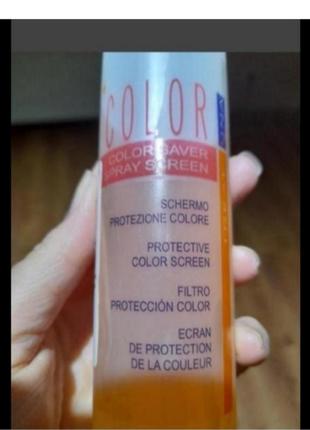 COLOR
COLOR SAVER
SPRAY SCREEN
SCHERMO
PROTEZIONE COLORE
PROTECTIVE
COLOR SCREEN
FILTRO
PROTECCIÓN COLOR
ECRAN
DE PROTECTION
DE LA COULEUR